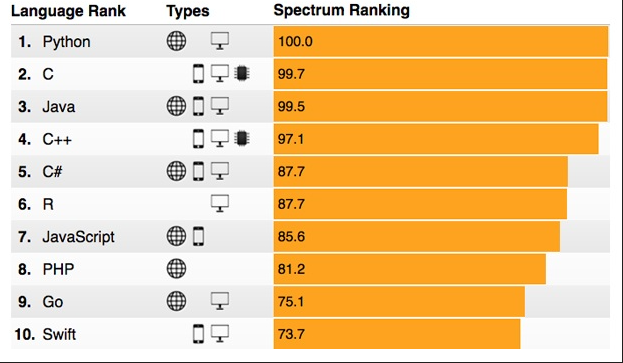 Language Rank Types Spectrum Ranking
1. Python 100.0
2. C 99.7
3. Java 99.5
4. C++ 97.1
5. C# 87.7
6. R 87.7
7. JavaScript 85.6
8. PHP 81.2
9. Go 75.1
10. Swift 73.7